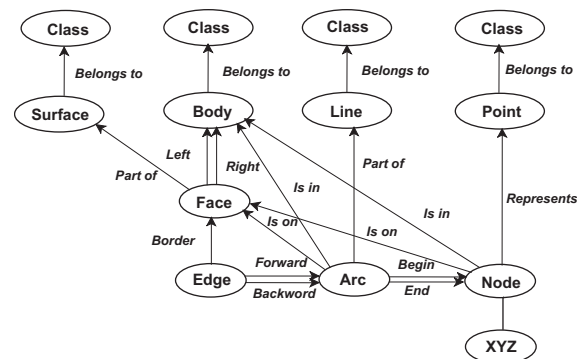 Class Class Class Class
Belongs to Belongs to Belongs to Belongs to
Surface Body Line Point
Left Right Part of
Part of Is in Is in Represents
Face
Is on Is on
Border
Forward Begin
Edge Arc Node
Backword End
XYZ